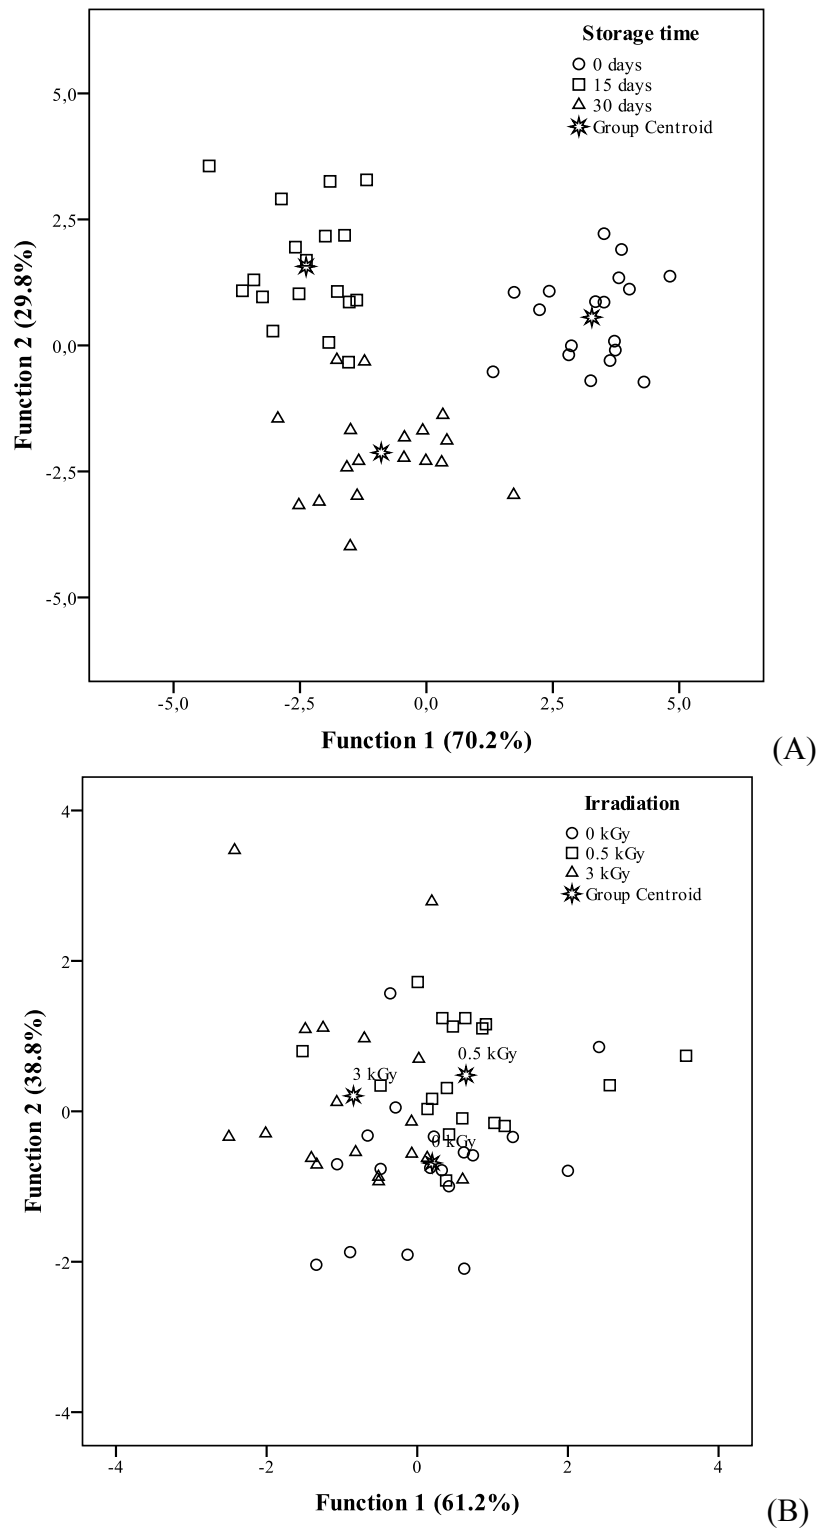 Storage time
0 days
15 days
30 days
Group Centroid
5,0
2,5
0,0
-2,5
-5,0
Function 2 (29.8%)
-5,0
-2,5
0,0
2,5
5,0
Function 1 (70.2%)
(A)
Irradiation
0 kGy
0.5 kGy
3 kGy
Group Centroid
4
2
0
-2
-4
Function 2 (38.8%)
0.5 kGy
3 kGy
0 kGy
-4
-2
0
2
4
Function 1 (61.2%)
(B)